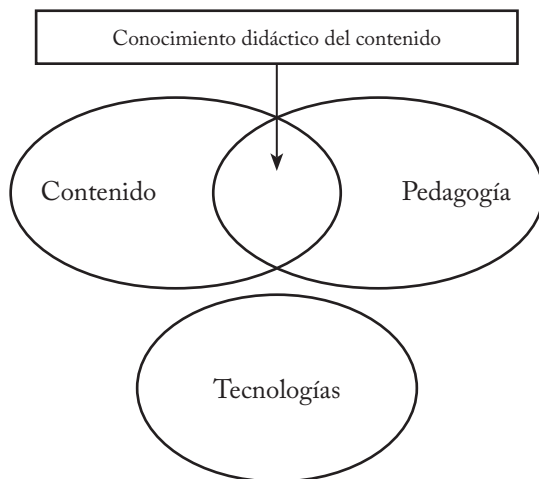 Conocimiento didáctico del contenido
Contenido
Pedagogía
Tecnologías